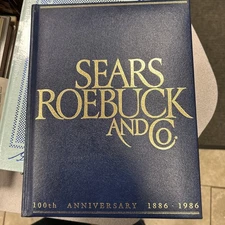 SEARS
ROEBUCK
AND CO.
100th ANNIVERSARY 1886-1986